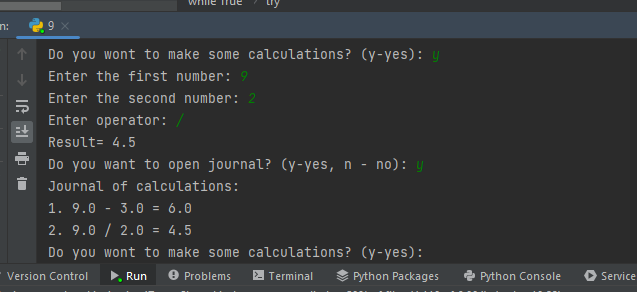 while True > try
n: 9 ×
Do you wont to make some calculations? (y-yes): y
Enter the first number: 9
Enter the second number: 2
Enter operator: /
Result= 4.5
Do you want to open journal? (y-yes, n - no): y
Journal of calculations:
1. 9.0 - 3.0 = 6.0
2. 9.0 / 2.0 = 4.5
Do you wont to make some calculations? (y-yes):
Version Control Run Problems Terminal Python Packages Python Console Service